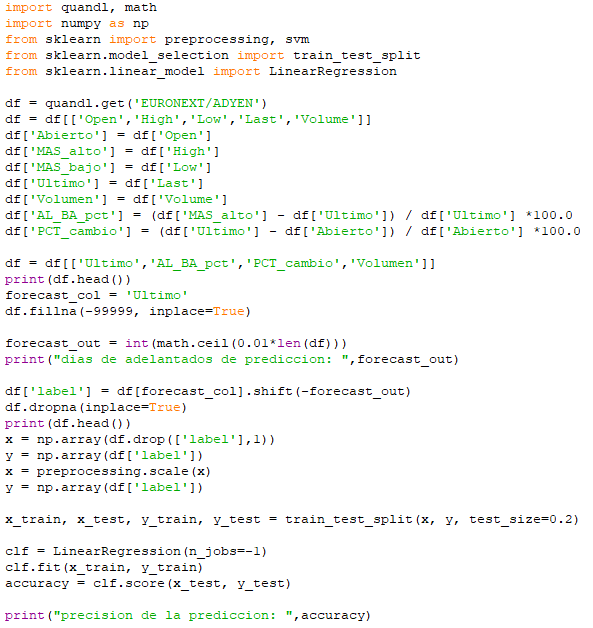 import quandl, math
import numpy as np
from sklearn import preprocessing, svm
from sklearn.model_selection import train_test_split
from sklearn.linear_model import LinearRegression

df = quandl.get('EURONEXT/ADYEN')
df = df[['Open','High','Low','Last','Volume']]
df['Abierto'] = df['Open']
df['MAS_alto'] = df['High']
df['MAS_bajo'] = df['Low']
df['Ultimo'] = df['Last']
df['Volumen'] = df['Volume']
df['AL_BA_pct'] = (df['MAS_alto'] - df['Ultimo']) / df['Ultimo'] *100.0
df['PCT_cambio'] = (df['Ultimo'] - df['Abierto']) / df['Abierto'] *100.0

df = df[['Ultimo','AL_BA_pct','PCT_cambio','Volumen']]
print(df.head())
forecast_col = 'Ultimo'
df.fillna(-99999, inplace=True)

forecast_out = int(math.ceil(0.01*len(df)))
print("dias de adelantados de prediccion: ",forecast_out)

df['label'] = df[forecast_col].shift(-forecast_out)
df.dropna(inplace=True)
print(df.head())
x = np.array(df.drop(['label'],1))
y = np.array(df['label'])
x = preprocessing.scale(x)
y = np.array(df['label'])

x_train, x_test, y_train, y_test = train_test_split(x, y, test_size=0.2)

clf = LinearRegression(n_jobs=-1)
clf.fit(x_train, y_train)
accuracy = clf.score(x_test, y_test)

print("precision de la prediccion: ",accuracy)